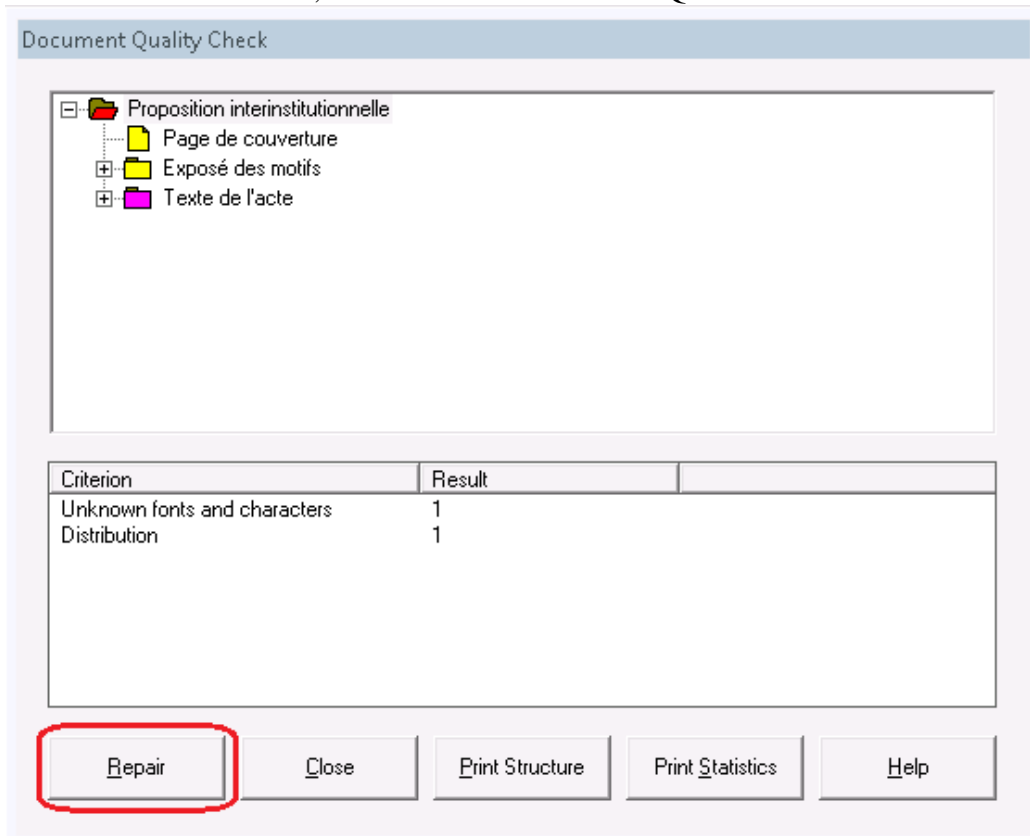 Document Quality Check
Proposition interinstitutionnelle
Page de couverture
Exposé des motifs
Texte de l'acte
Criterion Result
Unknown fonts and characters 1
Distribution 1
Repair Close Print Structure Print Statistics Help